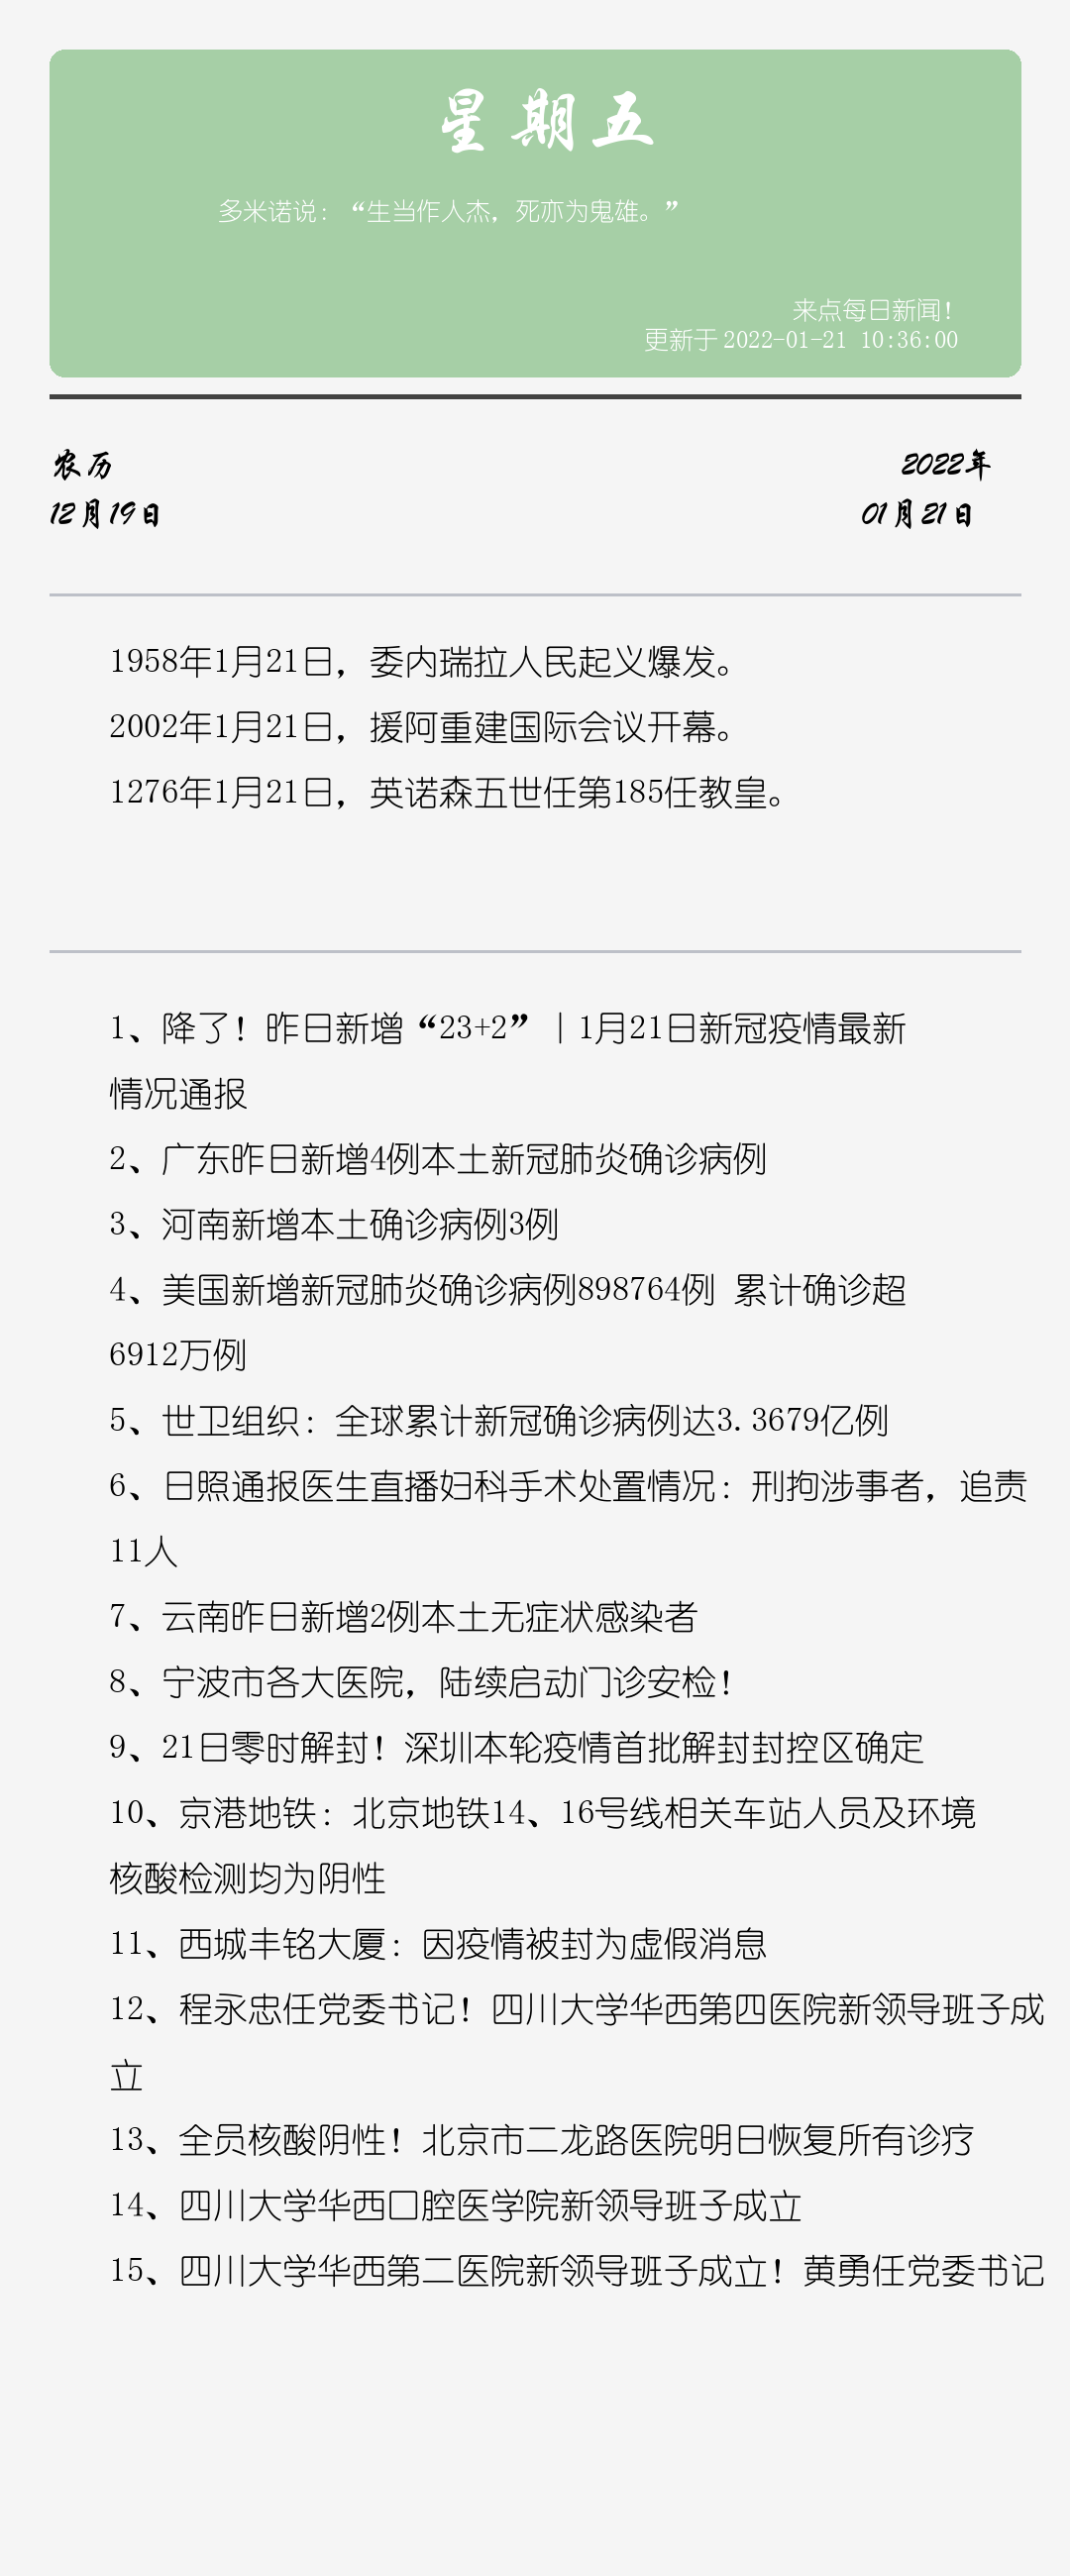 星期五
多米诺说：“生当作人杰，死亦为鬼雄。”
来点每日新闻！
更新于 2022-01-21 10:36:00
农历
2022年
12月19日
01月21日
1958年1月21日，委内瑞拉人民起义爆发。
2002年1月21日，援阿重建国际会议开幕。
1276年1月21日，英诺森五世任第185任教皇。
1、降了！昨日新增“23+2”｜1月21日新冠疫情最新
情况通报
2、广东昨日新增4例本土新冠肺炎确诊病例
3、河南新增本土确诊病例3例
4、美国新增新冠肺炎确诊病例898764例 累计确诊超
6912万例
5、世卫组织：全球累计新冠确诊病例达3.3679亿例
6、日照通报医生直播妇科手术处置情况：刑拘涉事者，追责
11人
7、云南昨日新增2例本土无症状感染者
8、宁波市各大医院，陆续启动门诊安检！
9、21日零时解封！深圳本轮疫情首批解封封控区确定
10、京港地铁：北京地铁14、16号线相关车站人员及环境
核酸检测均为阴性
11、西城丰铭大厦：因疫情被封为虚假消息
12、程永忠任党委书记！四川大学华西第四医院新领导班子成
立
13、全员核酸阴性！北京市二龙路医院明日恢复所有诊疗
14、四川大学华西口腔医学院新领导班子成立
15、四川大学华西第二医院新领导班子成立！黄勇任党委书记